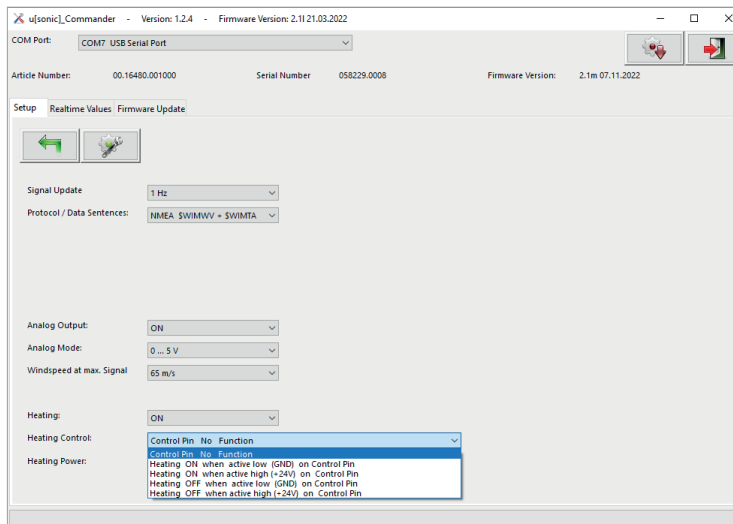 u[sonic]_Commander - Version: 1.2.4 - Firmware Version: 2.1l 21.03.2022
COM Port: COM7 USB Serial Port
Article Number: 00.16480.001000 Serial Number 058229.0008 Firmware Version: 2.1m 07.11.2022
Setup Realtime Values Firmware Update
Signal Update 1 Hz
Protocol / Data Sentences: NMEA $WIMWV + $WIMTA
Analog Output: ON
Analog Mode: 0 ... 5 V
Windspeed at max. Signal 65 m/s
Heating: ON
Heating Control: Control Pin No Function
Control Pin No Function
Heating Power:
Heating ON when active low (GND) on Control Pin
Heating ON when active high (+24V) on Control Pin
Heating OFF when active low (GND) on Control Pin
Heating OFF when active high (+24V) on Control Pin